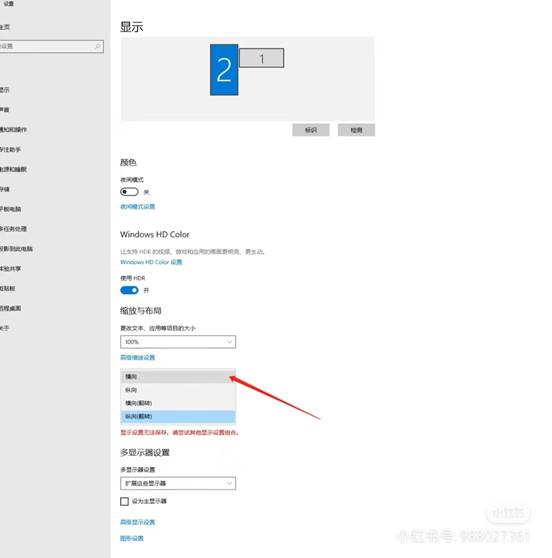 设置
主页
设置
显示
显示
2
1
标识
检测
声音
通知和操作
专注助手
电源和睡眠
存储
平板电脑
多任务处理
投影到此电脑
体验共享
剪贴板
远程桌面
关于
颜色
夜间模式
关
夜间模式设置
Windows HD Color
让支持 HDR 的视频、游戏和应用的画面更明亮、更生动。
Windows HD Color 设置
使用 HDR
开
缩放与布局
更改文本、应用等项目的大小
100%
高级缩放设置
横向
纵向
横向(翻转)
纵向(翻转)
显示设置无法保存。请尝试其他显示设置组合。
多显示器设置
多显示器设置
扩展这些显示器
设为主显示器
高级显示设置
图形设置
小红书
小红书号: 968027361